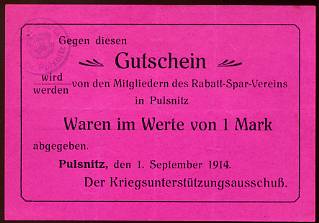 Gegen diesen
Gutschein
wird
werden von den Mitgliedern des Rabatt-Spar-Vereins
in Pulsnitz
Waren im Werte von 1 Mark
abgegeben.
Pulsnitz, den 1. September 1914.
Der Kriegsunterstützungsausschuß.